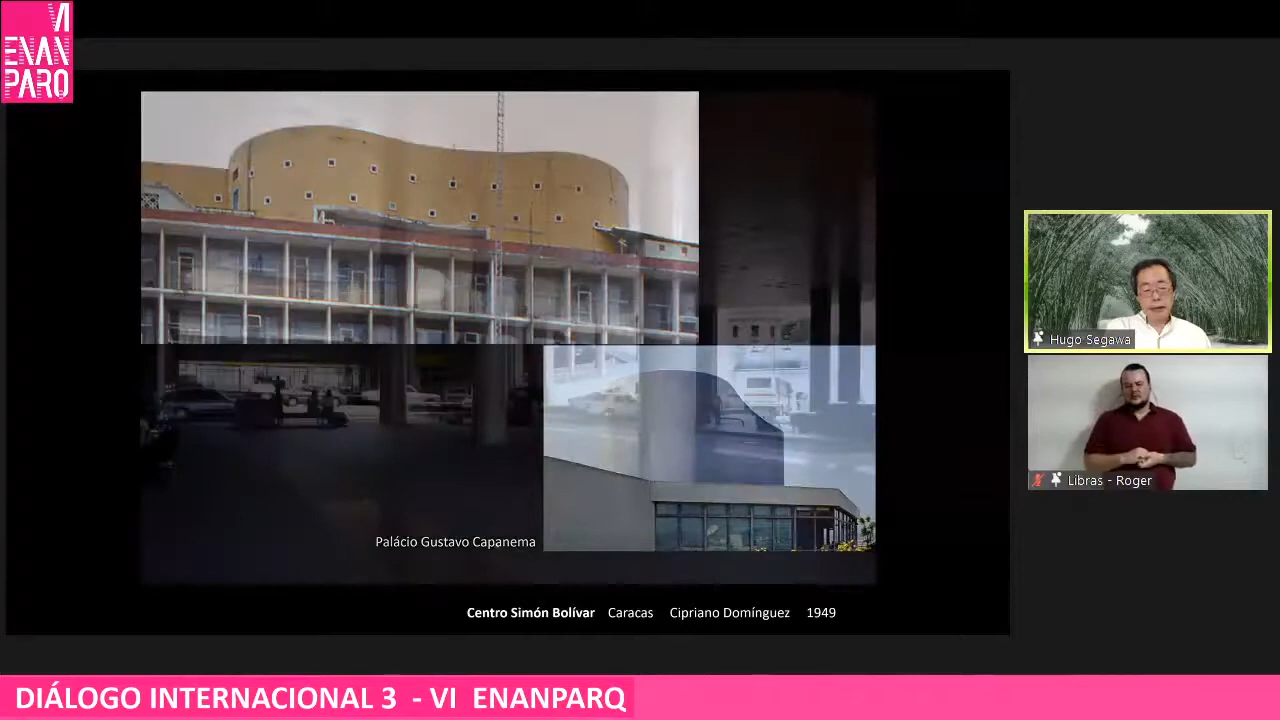 VI
ENAN
PARQ
Hugo Segawa
Libras - Roger
Palácio Gustavo Capanema
Centro Simón Bolívar Caracas Cipriano Domínguez 1949
DIÁLOGO INTERNACIONAL 3 - VI ENANPARQ